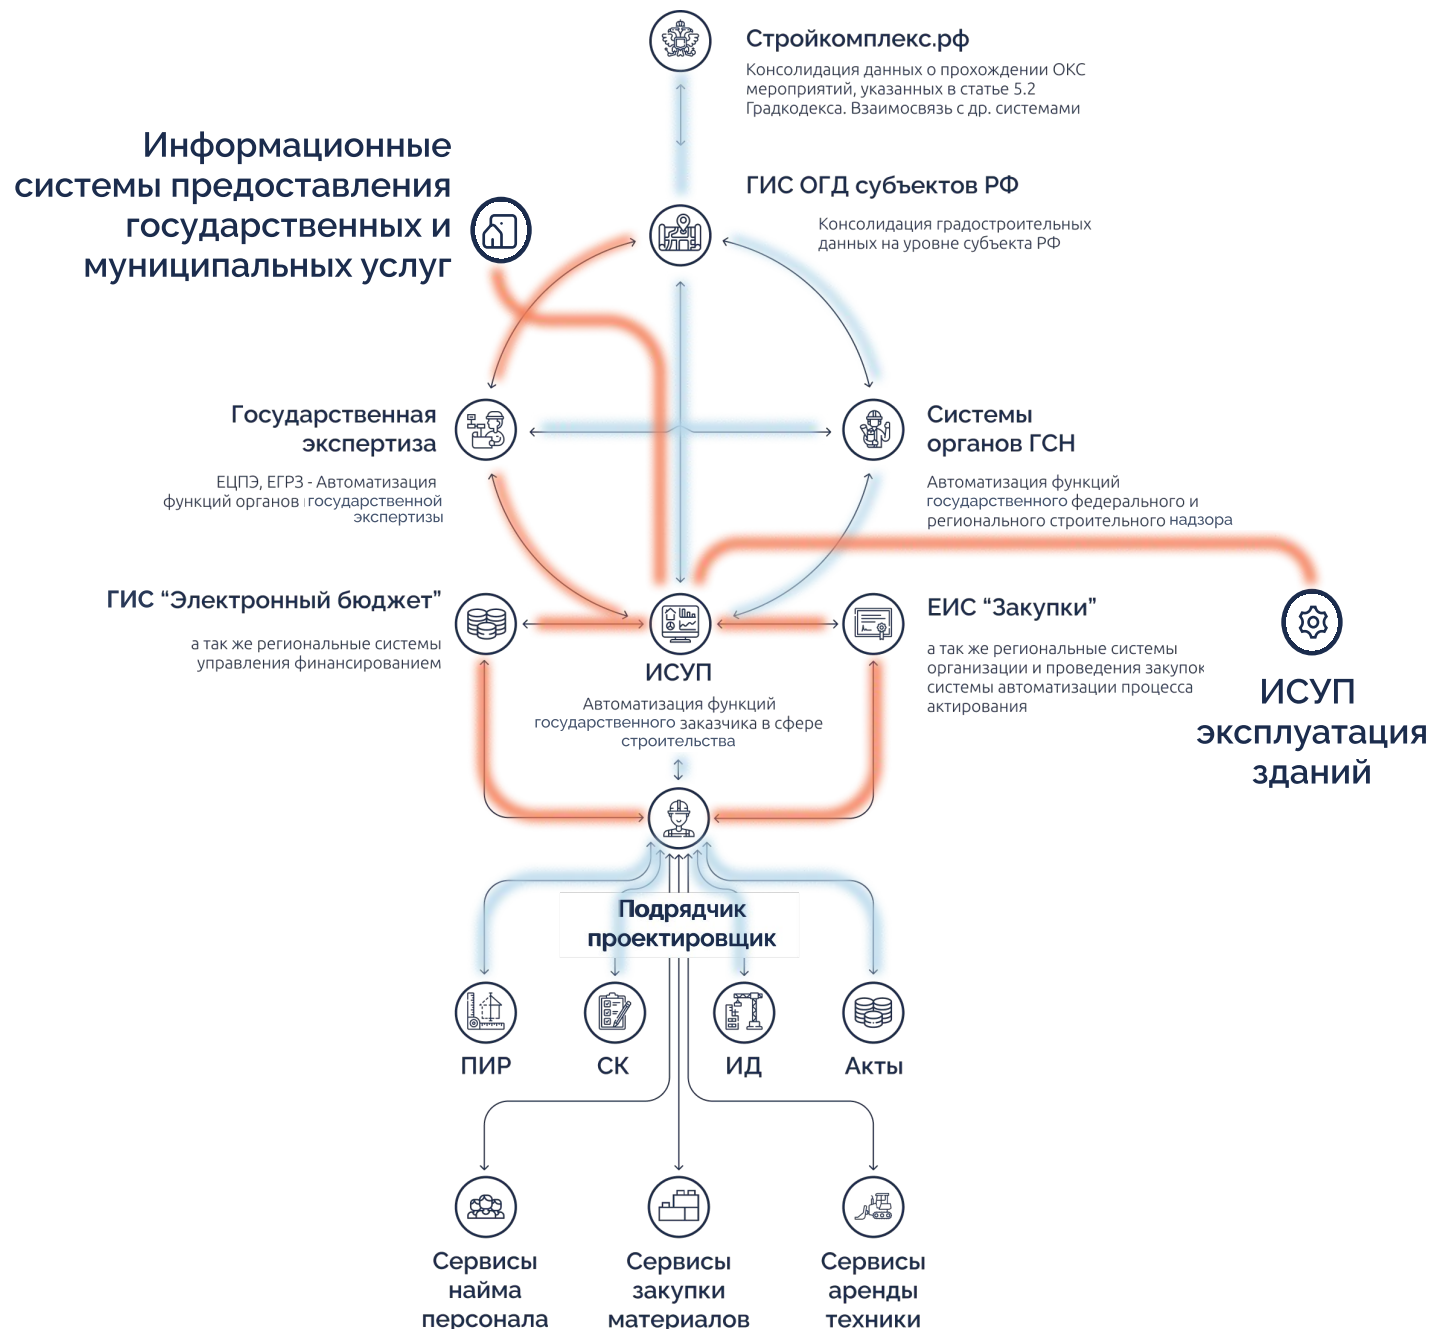 Стройкомплекс.рф
Консолидация данных о прохождении ОКС
мероприятий, указанных в статье 5.2
Градкодекса. Взаимосвязь с др. системами
Информационные
системы предоставления
государственных и
муниципальных услуг
ГИС ОГД субъектов РФ
Консолидация градостроительных
данных на уровне субъекта РФ
Государственная
экспертиза
ЕЦПЭ, ЕГРЗ - Автоматизация
функций органов государственной
экспертизы
Системы
органов ГСН
Автоматизация функций
государственного федерального и
регионального строительного надзора
ГИС “Электронный бюджет”
а так же региональные системы
управления финансированием
ИСУП
Автоматизация функций
государственного заказчика в сфере
строительства
ЕИС “Закупки”
а так же региональные системы
организации и проведения закупок
системы автоматизации процесса
актирования
ИСУП
эксплуатация
зданий
Подрядчик
проектировщик
ПИР
СК
ИД
Акты
Сервисы
найма
персонала
Сервисы
закупки
материалов
Сервисы
аренды
техники